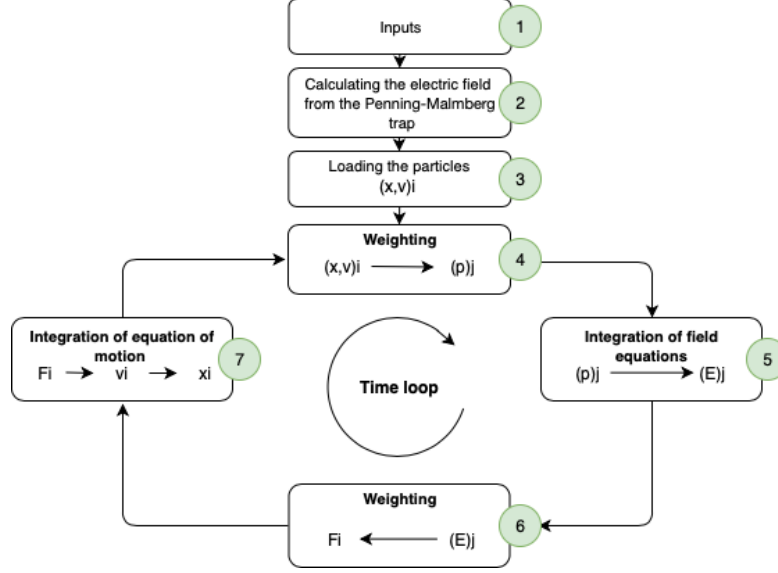 Inputs
1
Calculating the electric field
from the Penning-Malmberg
trap
2
Loading the particles
(x,v)i
3
Weighting
(x,v)i (p)j
4
Integration of field
equations
(p)j (E)j
5
Weighting
Fi (E)j
6
Integration of equation of
motion
Fi vi xi
7
Time loop